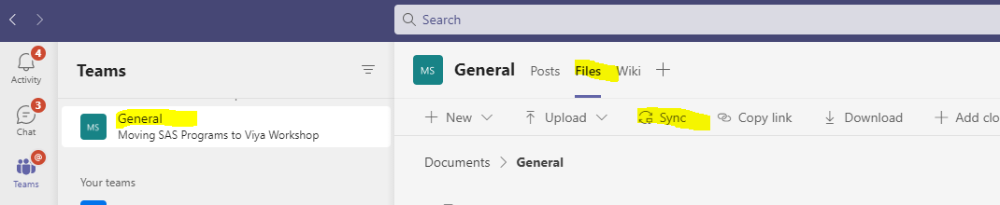 Search
4
Activity
3
Chat
@
Teams
Teams
MS
General
Moving SAS Programs to Viya Workshop
Your teams
MS
General Posts Files Wiki
New Upload Sync Copy link Download Add clo
Documents > General